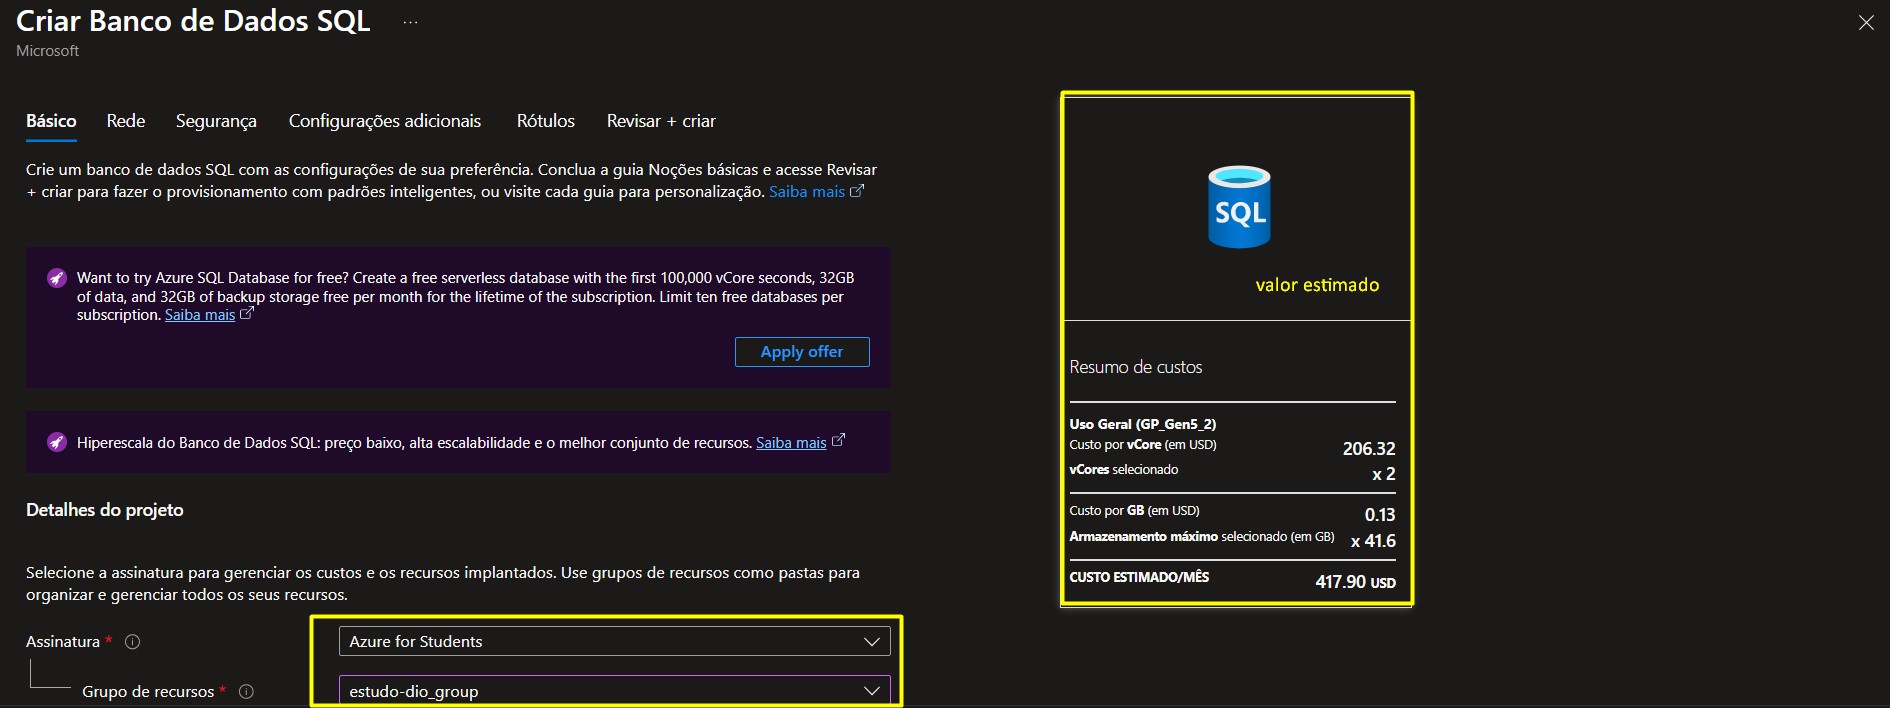 Criar Banco de Dados SQL ...
Microsoft
Básico Rede Segurança Configurações adicionais Rótulos Revisar + criar
Crie um banco de dados SQL com as configurações de sua preferência. Conclua a guia Noções básicas e acesse Revisar
+ criar para fazer o provisionamento com padrões inteligentes, ou visite cada guia para personalização. Saiba mais
Want to try Azure SQL Database for free? Create a free serverless database with the first 100,000 vCore seconds, 32GB
of data, and 32GB of backup storage free per month for the lifetime of the subscription. Limit ten free databases per
subscription. Saiba mais
Apply offer
Hiperescala do Banco de Dados SQL: preço baixo, alta escalabilidade e o melhor conjunto de recursos. Saiba mais
Detalhes do projeto
Selecione a assinatura para gerenciar os custos e os recursos implantados. Use grupos de recursos como pastas para
organizar e gerenciar todos os seus recursos.
Assinatura * Azure for Students
Grupo de recursos * estudo-dio_group
SQL
valor estimado
Resumo de custos
Uso Geral (GP_Gen5_2)
Custo por vCore (em USD) 206.32
vCores selecionado x 2
Custo por GB (em USD) 0.13
Armazenamento máximo selecionado (em GB) x 41.6
CUSTO ESTIMADO/MÊS 417.90 USD